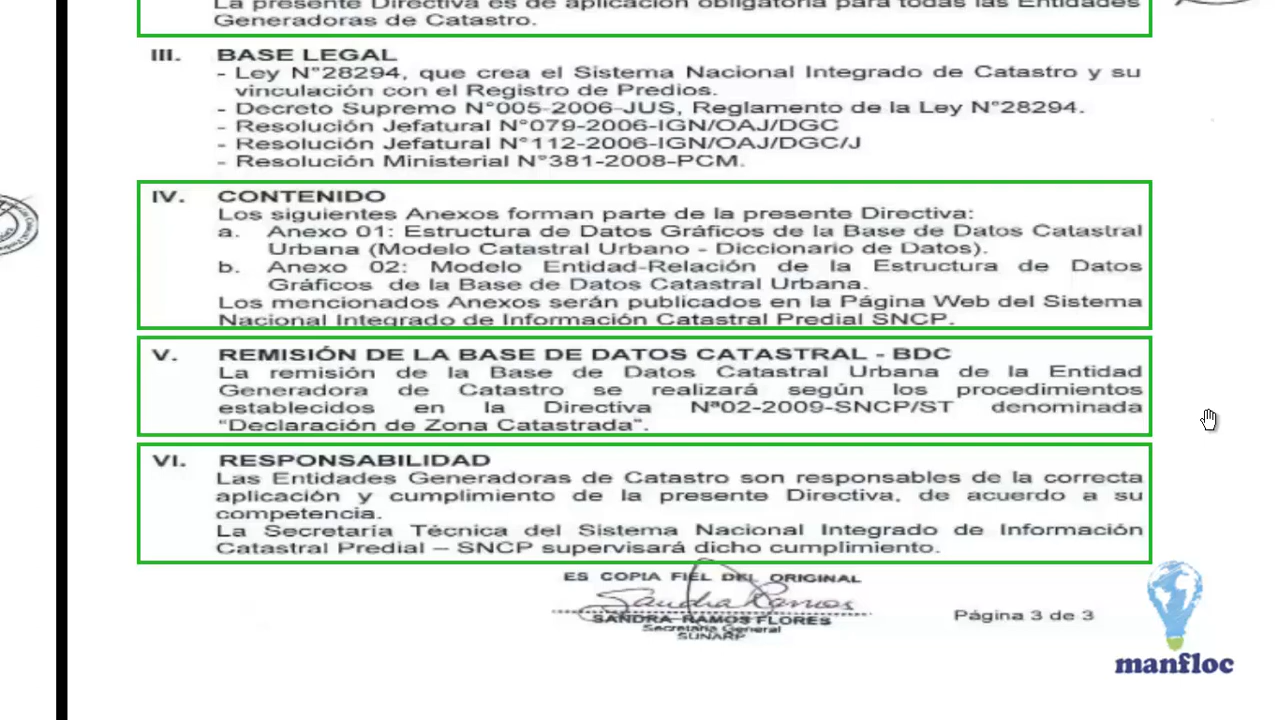 La presente Directiva es de aplicación obligatoria para todas las Entidades
Generadoras de Catastro.
III. BASE LEGAL
- Ley N°28294, que crea el Sistema Nacional Integrado de Catastro y su
vinculación con el Registro de Predios.
- Decreto Supremo N°005-2006-JUS, Reglamento de la Ley N°28294.
- Resolución Jefatural N°079-2006-IGN/OAJ/DGC
- Resolución Jefatural N°112-2006-IGN/OAJ/DGC/J
- Resolución Ministerial N°381-2008-PCM.
IV. CONTENIDO
Los siguientes Anexos forman parte de la presente Directiva:
a. Anexo 01: Estructura de Datos Gráficos de la Base de Datos Catastral
Urbana (Modelo Catastral Urbano - Diccionario de Datos).
b. Anexo 02: Modelo Entidad-Relación de la Estructura de Datos
Gráficos de la Base de Datos Catastral Urbana.
Los mencionados Anexos serán publicados en la Página Web del Sistema
Nacional Integrado de Información Catastral Predial SNCP.
V. REMISIÓN DE LA BASE DE DATOS CATASTRAL - BDC
La remisión de la Base de Datos Catastral Urbana de la Entidad
Generadora de Catastro se realizará según los procedimientos
establecidos en la Directiva Nª02-2009-SNCP/ST denominada
“Declaración de Zona Catastrada”.
VI. RESPONSABILIDAD
Las Entidades Generadoras de Catastro son responsables de la correcta
aplicación y cumplimiento de la presente Directiva, de acuerdo a su
competencia.
La Secretaría Técnica del Sistema Nacional Integrado de Información
Catastral Predial – SNCP supervisará dicho cumplimiento.
ES COPIA FIEL DEL ORIGINAL
Sandra Ramos
SANDRA RAMOS FLORES
Secretaria General
SUNARP
Página 3 de 3
manfloc